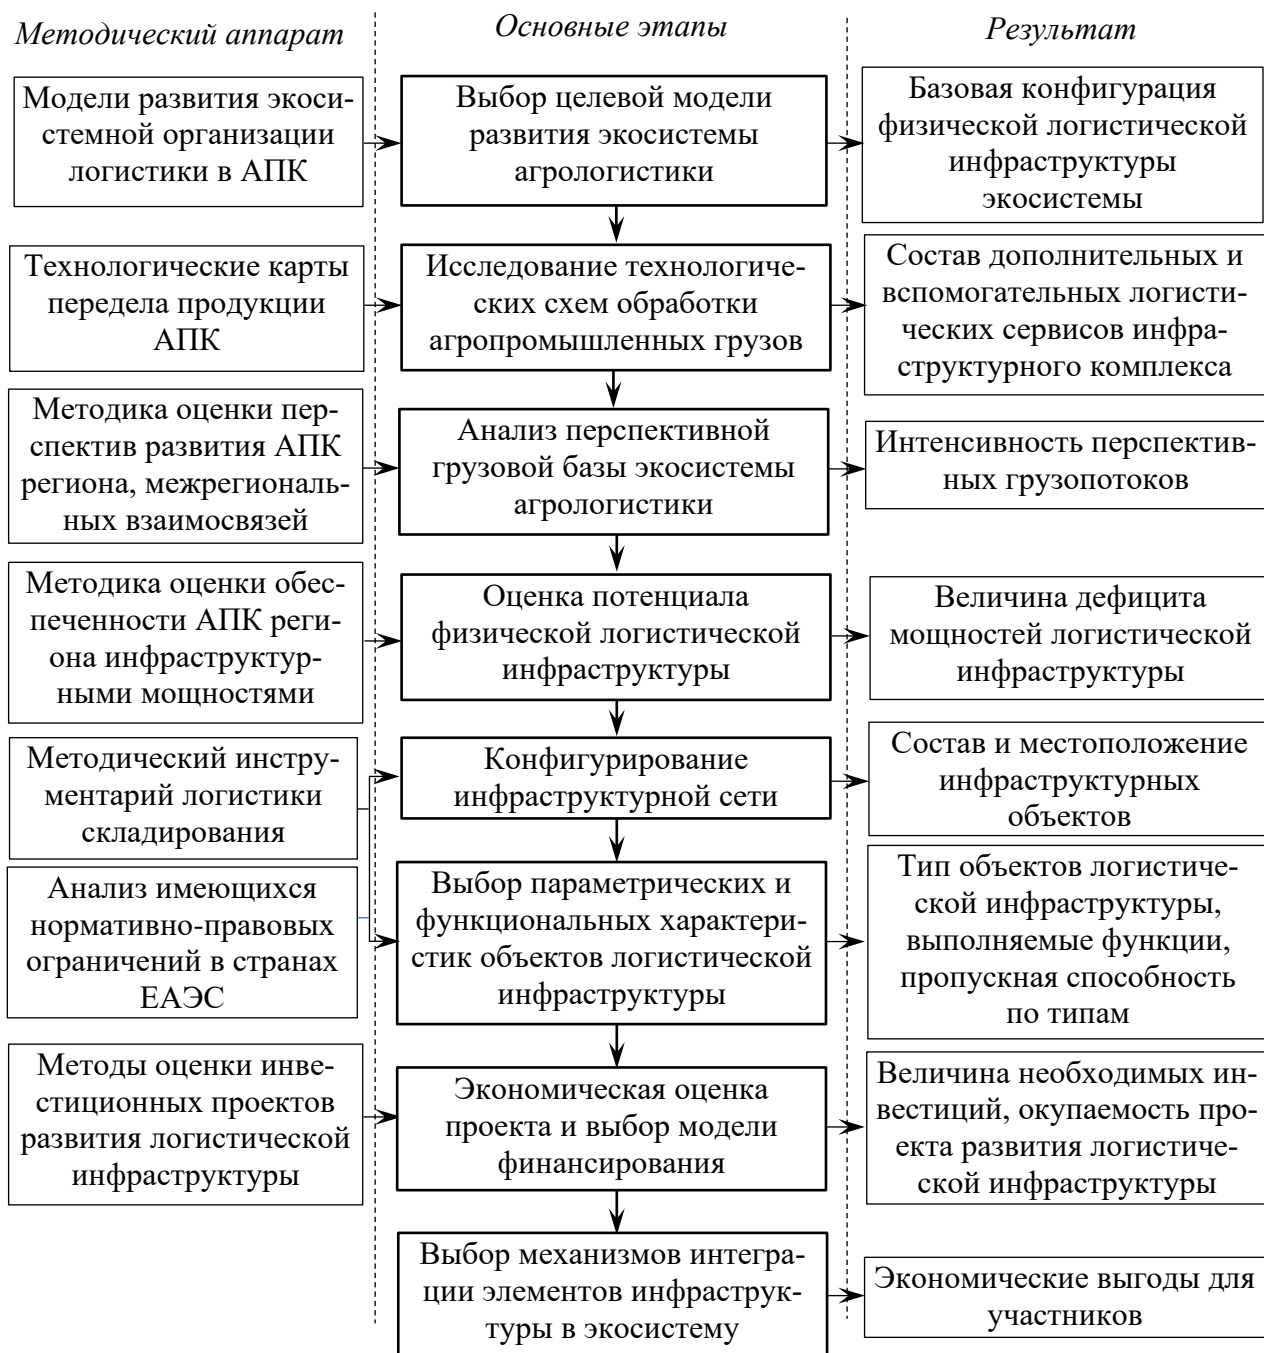 Методический аппарат
Основные этапы
Результат
Модели развития экоси-
стемной организации
логистики в АПК
Выбор целевой модели
развития экосистемы
агрологистики
Базовая конфигурация
физической логистической
инфраструктуры
экосистемы
Технологические карты
передела продукции
АПК
Исследование технологиче-
ских схем обработки
агропромышленных грузов
Состав дополнительных и
вспомогательных логисти-
ческих сервисов инфра-
структурного комплекса
Методика оценки пер-
спектив развития АПК
региона, межрегиональ-
ных взаимосвязей
Анализ перспективной
грузовой базы экосистемы
агрологистики
Интенсивность перспектив-
ных грузопотоков
Методика оценки обес-
печенности АПК реги-
она инфраструктур-
ными мощностями
Оценка потенциала
физической логистической
инфраструктуры
Величина дефицита
мощностей логистической
инфраструктуры
Методический инстру-
ментарий логистики
складирования
Конфигурирование
инфраструктурной сети
Состав и местоположение
инфраструктурных
объектов
Анализ имеющихся
нормативно-правовых
ограничений в странах
ЕАЭС
Выбор параметрических и
функциональных характери-
стик объектов логистической
инфраструктуры
Тип объектов логистиче-
ской инфраструктуры,
выполняемые функции,
пропускная способность
по типам
Методы оценки инве-
стиционных проектов
развития логистической
инфраструктуры
Экономическая оценка
проекта и выбор модели
финансирования
Величина необходимых ин-
вестиций, окупаемость про-
екта развития логистиче-
ской инфраструктуры
Выбор механизмов интегра-
ции элементов инфраструк-
туры в экосистему
Экономические выгоды для
участников